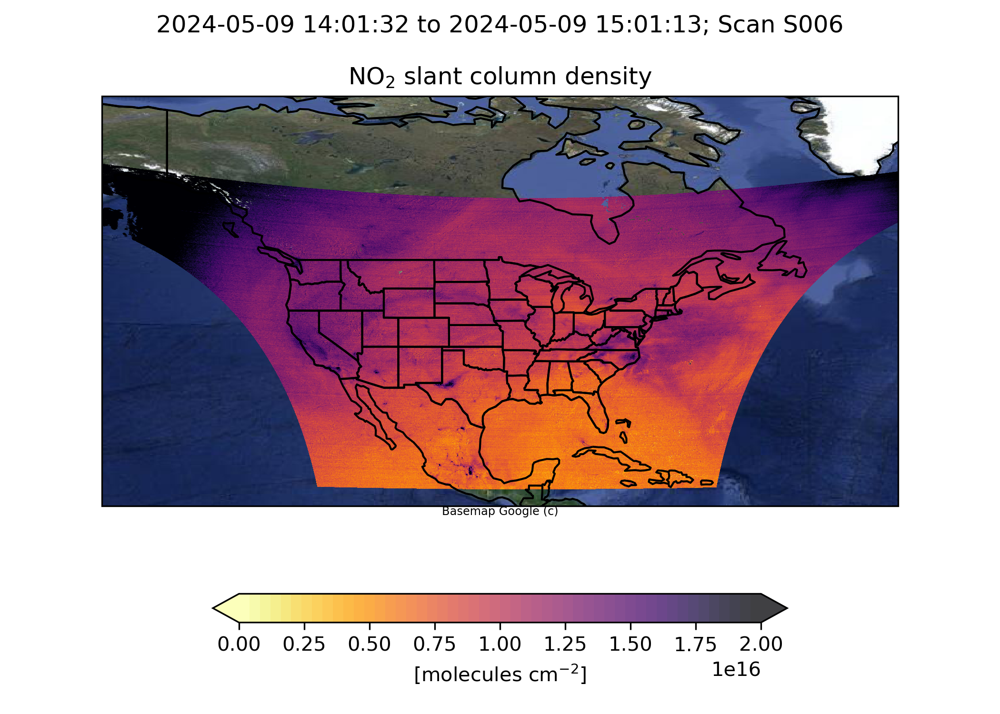 2024-05-09 14:01:32 to 2024-05-09 15:01:13; Scan S006
NO₂ slant column density
Basemap Google (c)
0.00 0.25 0.50 0.75 1.00 1.25 1.50 1.75 2.00
1e16
[molecules cm⁻²]